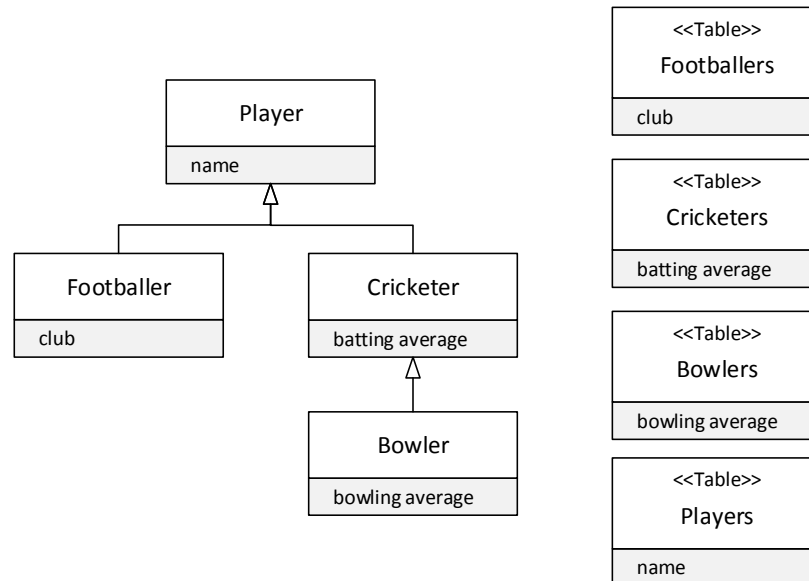 Player
name
Footballer
club
Cricketer
batting average
Bowler
bowling average
<<Table>>
Footballers
club
<<Table>>
Cricketers
batting average
<<Table>>
Bowlers
bowling average
<<Table>>
Players
name